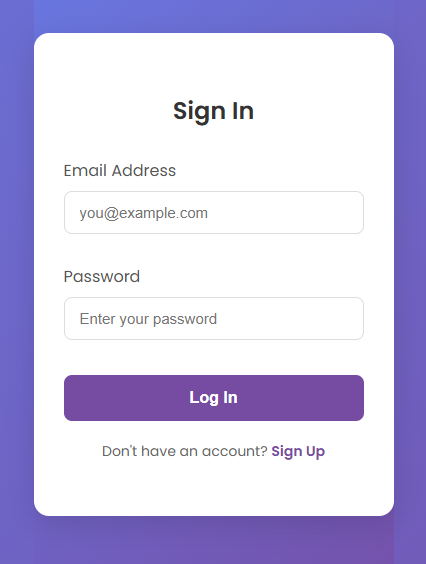 Sign In
Email Address
you@example.com
Password
Enter your password
Log In
Don't have an account? Sign Up